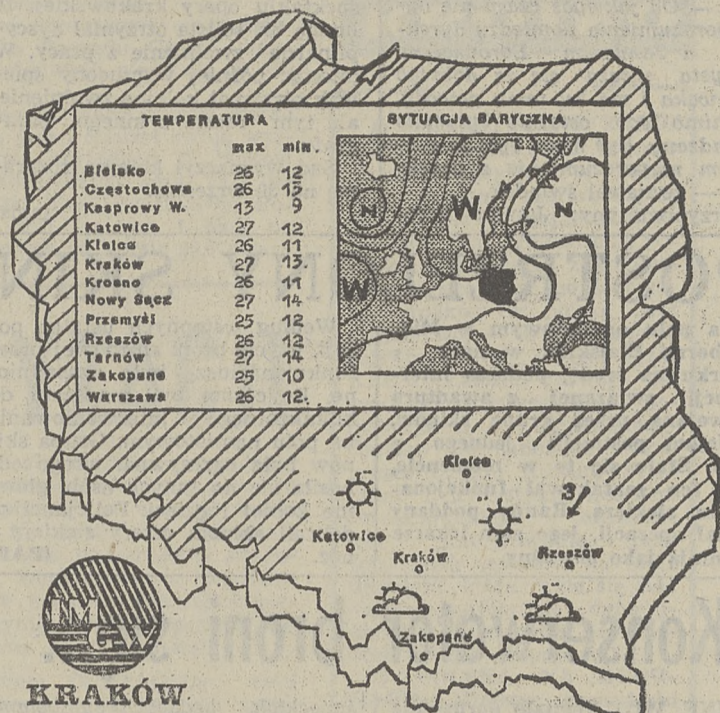 TEMPERATURA
max min.
Bielsko 26 12
Częstochowa 26 13
Kasprowy W. 13 9
Katowice 27 12
Kielce 26 11
Kraków 27 13
Krosno 26 11
Nowy Sącz 27 14
Przemyśl 25 12
Rzeszów 26 12
Tarnów 27 14
Zakopane 25 10
Warszawa 26 12
SYTUACJA BARYCZNA
N W N
W
Kielce
3
Katowice
Kraków
Rzeszów
Zakopane
IM
GW
KRAKÓW